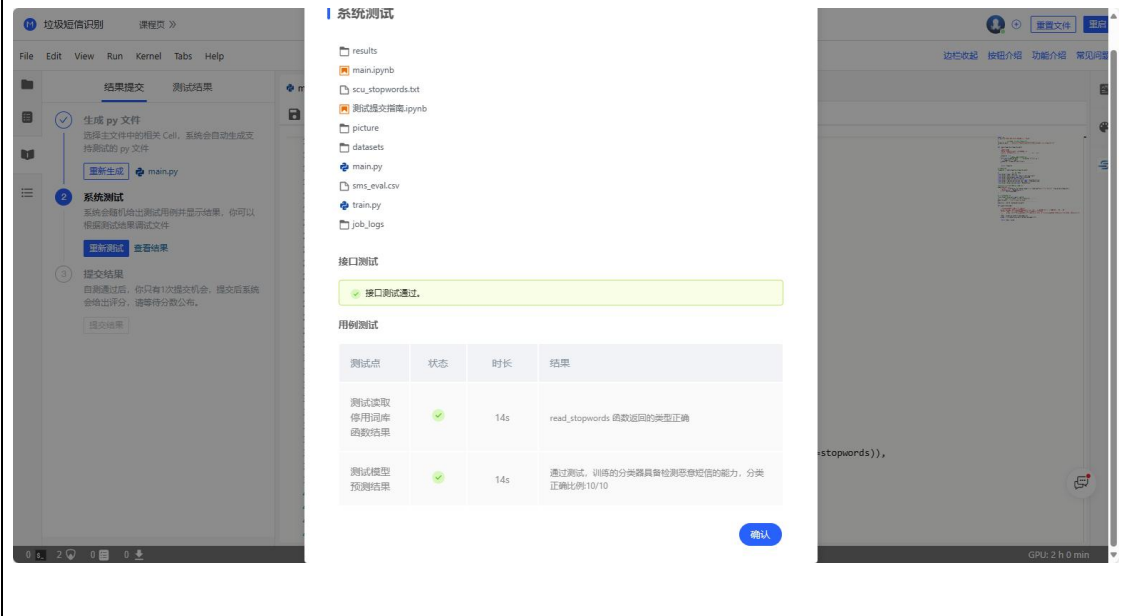 垃圾短信识别 课程页 》
重置文件
File Edit View Run Kernel Tabs Help
边栏收起 按钮介绍 功能介绍 常见问题
结果提交 测试结果
生成 py 文件
选择主文件中的相关 Cell，系统会自动生成支
持测试的 py 文件
重新生成 main.py
2 系统测试
系统会随机给出测试用例并显示结果，你可以
根据测试结果调试文件
重新测试 查看结果
3 提交结果
自测通过后，你只有1次提交机会，提交后系统
会给出评分，请等待分数公布。
提交结果
系统测试
results
main.ipynb
scu_stopwords.txt
测试提交指南.ipynb
picture
datasets
main.py
sms_eval.csv
train.py
job_logs
接口测试
接口测试通过。
用例测试
测试点 状态 时长 结果
测试读取
停用词库
函数结果
14s read_stopwords 函数返回的类型正确
测试模型
预测结果
14s 通过测试，训练的分类器具备检测恶意短信的能力，分类
正确比例:10/10
确认
=stopwords)),
0 2 0 0
GPU: 2 h 0 min